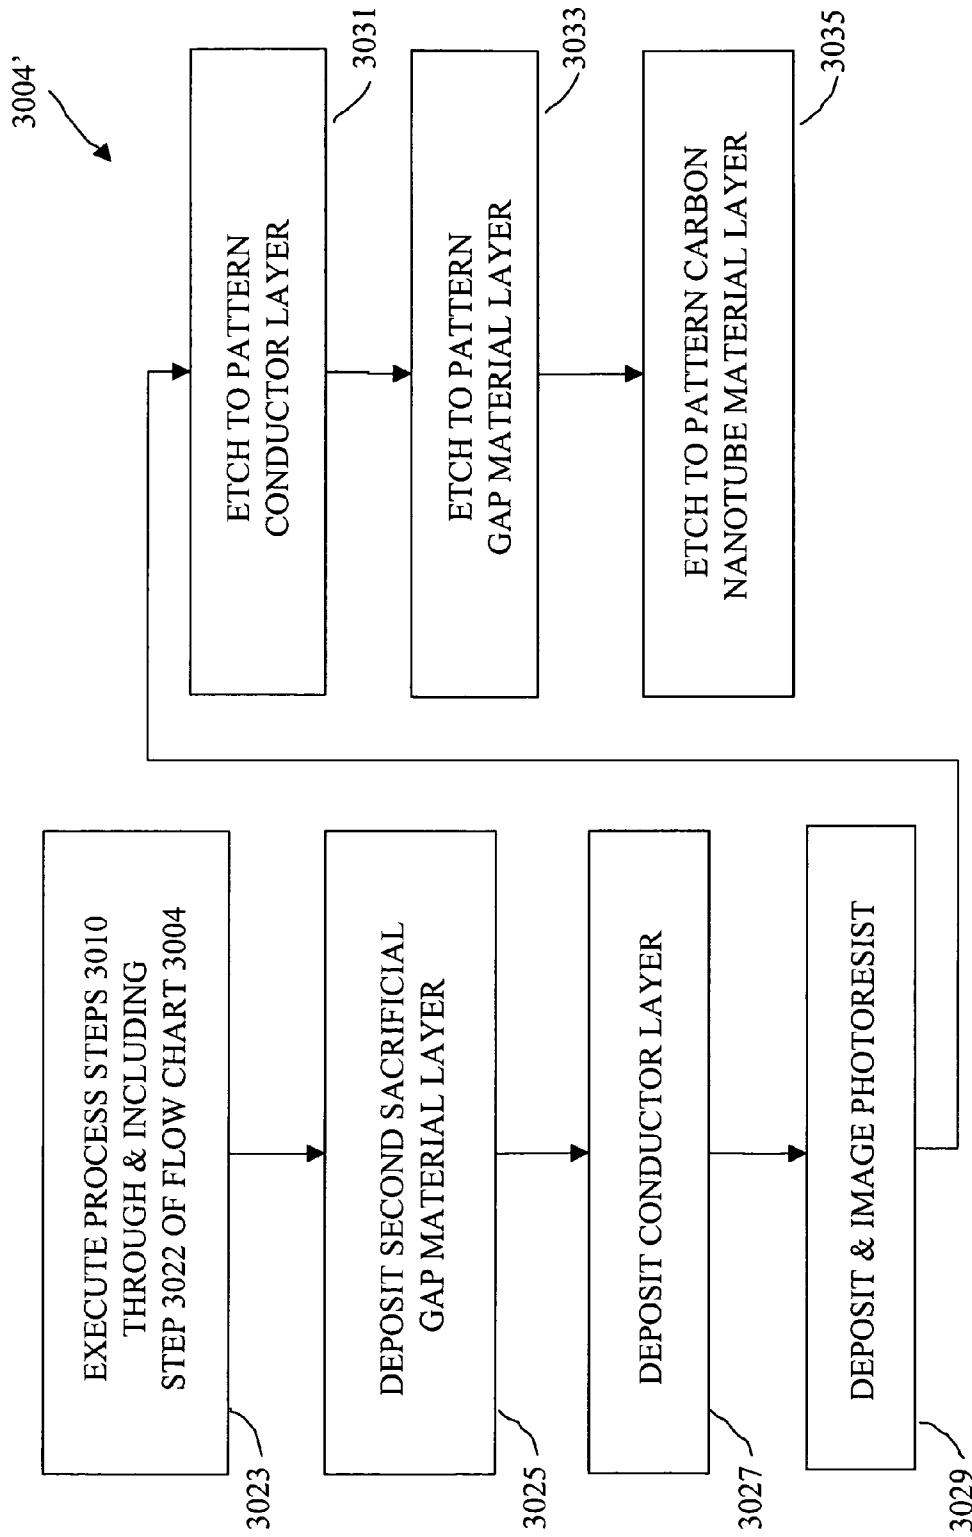 3004'
EXECUTE PROCESS STEPS 3010
THROUGH & INCLUDING
STEP 3022 OF FLOW CHART 3004
3023
DEPOSIT SECOND SACRIFICIAL
GAP MATERIAL LAYER
3025
DEPOSIT CONDUCTOR LAYER
3027
DEPOSIT & IMAGE PHOTORESIST
3029
ETCH TO PATTERN
CONDUCTOR LAYER
3031
ETCH TO PATTERN
GAP MATERIAL LAYER
3033
ETCH TO PATTERN CARBON
NANOTUBE MATERIAL LAYER
3035